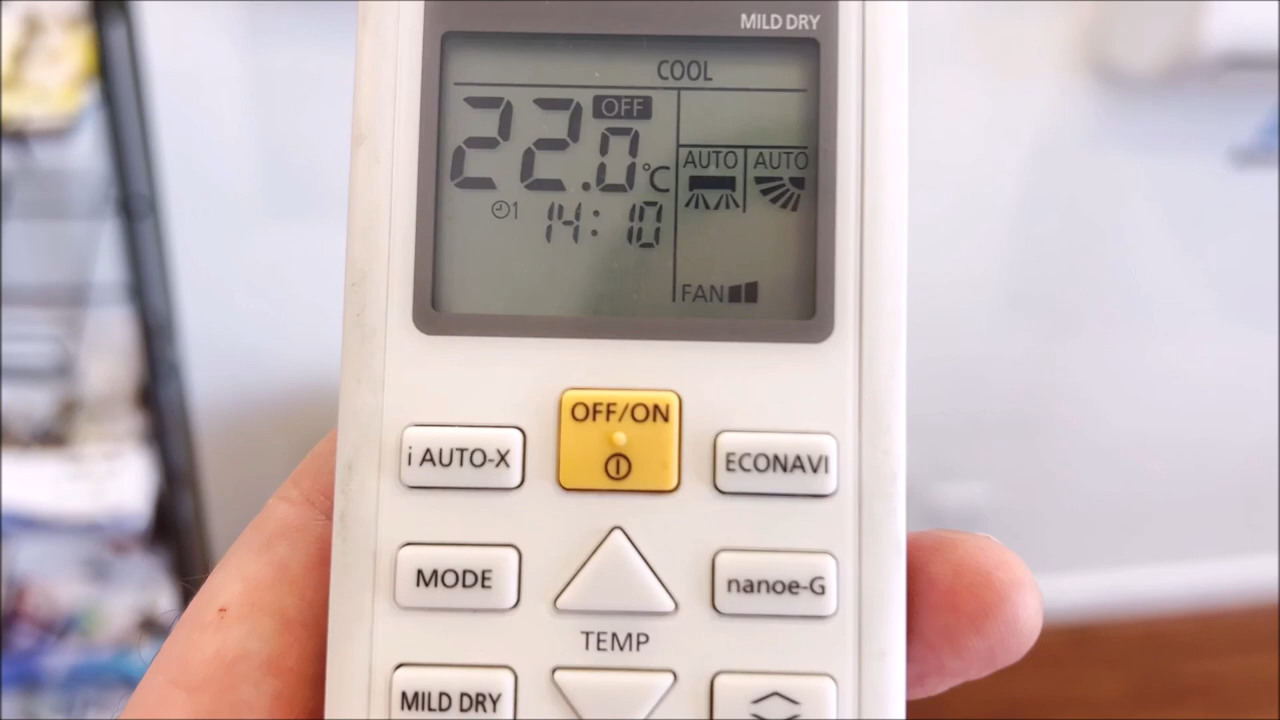 MILD DRY
COOL
22.0°C OFF
AUTO AUTO
1 14:10
FAN
OFF/ON
i AUTO-X
ECONAVI
MODE
nanoe-G
TEMP
MILD DRY